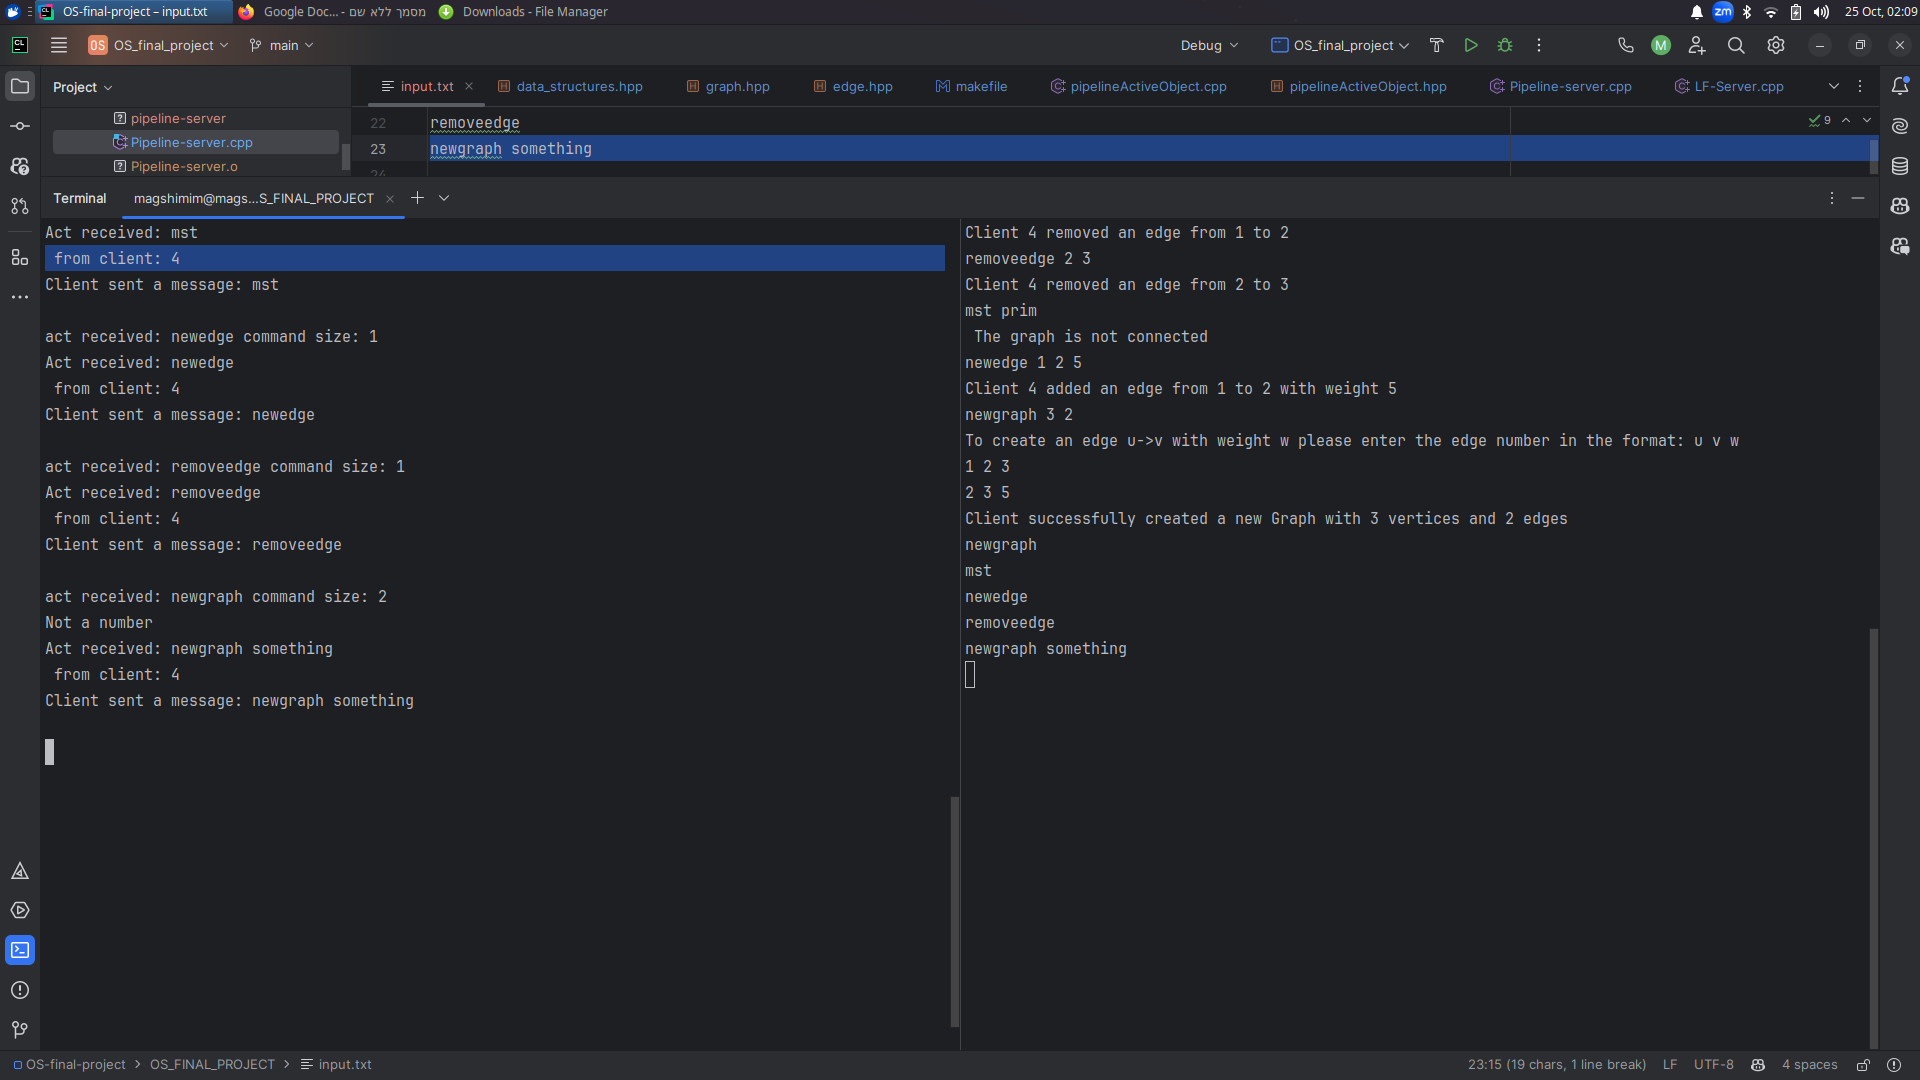 OS-final-project – input.txt
Google Doc... - מסמך ללא שם
Downloads - File Manager
zm
25 Oct, 02:09
CL
OS
OS_final_project
main
Debug
OS_final_project
M
Project
input.txt
data_structures.hpp
graph.hpp
edge.hpp
makefile
pipelineActiveObject.cpp
pipelineActiveObject.hpp
Pipeline-server.cpp
LF-Server.cpp
pipeline-server
Pipeline-server.cpp
Pipeline-server.o
22 removeedge
23 newgraph something
24
9
Terminal
magshimim@mags...S_FINAL_PROJECT
Act received: mst
from client: 4
Client sent a message: mst
act received: newedge command size: 1
Act received: newedge
from client: 4
Client sent a message: newedge
act received: removeedge command size: 1
Act received: removeedge
from client: 4
Client sent a message: removeedge
act received: newgraph command size: 2
Not a number
Act received: newgraph something
from client: 4
Client sent a message: newgraph something
Client 4 removed an edge from 1 to 2
removeedge 2 3
Client 4 removed an edge from 2 to 3
mst prim
The graph is not connected
newedge 1 2 5
Client 4 added an edge from 1 to 2 with weight 5
newgraph 3 2
To create an edge u->v with weight w please enter the edge number in the format: u v w
1 2 3
2 3 5
Client successfully created a new Graph with 3 vertices and 2 edges
newgraph
mst
newedge
removeedge
newgraph something
OS-final-project
OS_FINAL_PROJECT
input.txt
23:15 (19 chars, 1 line break)
LF
UTF-8
4 spaces